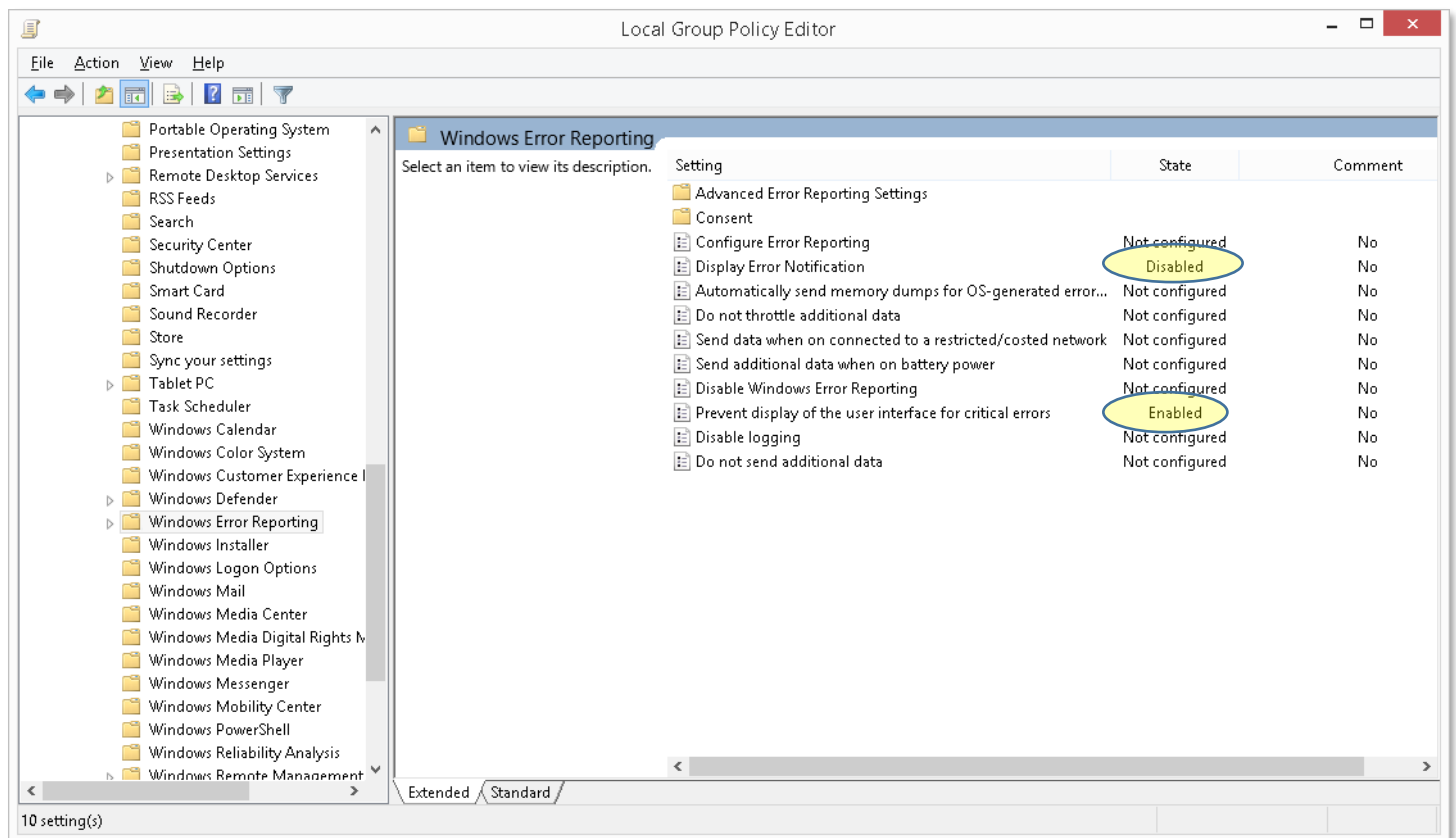 Local Group Policy Editor
File Action View Help
Portable Operating System
Presentation Settings
Remote Desktop Services
RSS Feeds
Search
Security Center
Shutdown Options
Smart Card
Sound Recorder
Store
Sync your settings
Tablet PC
Task Scheduler
Windows Calendar
Windows Color System
Windows Customer Experience I
Windows Defender
Windows Error Reporting
Windows Installer
Windows Logon Options
Windows Mail
Windows Media Center
Windows Media Digital Rights M
Windows Media Player
Windows Messenger
Windows Mobility Center
Windows PowerShell
Windows Reliability Analysis
Windows Remote Management
Windows Error Reporting
Select an item to view its description.
Setting State Comment
Advanced Error Reporting Settings
Consent
Configure Error Reporting Not configured No
Display Error Notification Disabled No
Automatically send memory dumps for OS-generated error... Not configured No
Do not throttle additional data Not configured No
Send data when on connected to a restricted/costed network Not configured No
Send additional data when on battery power Not configured No
Disable Windows Error Reporting Not configured No
Prevent display of the user interface for critical errors Enabled No
Disable logging Not configured No
Do not send additional data Not configured No
Extended Standard
10 setting(s)